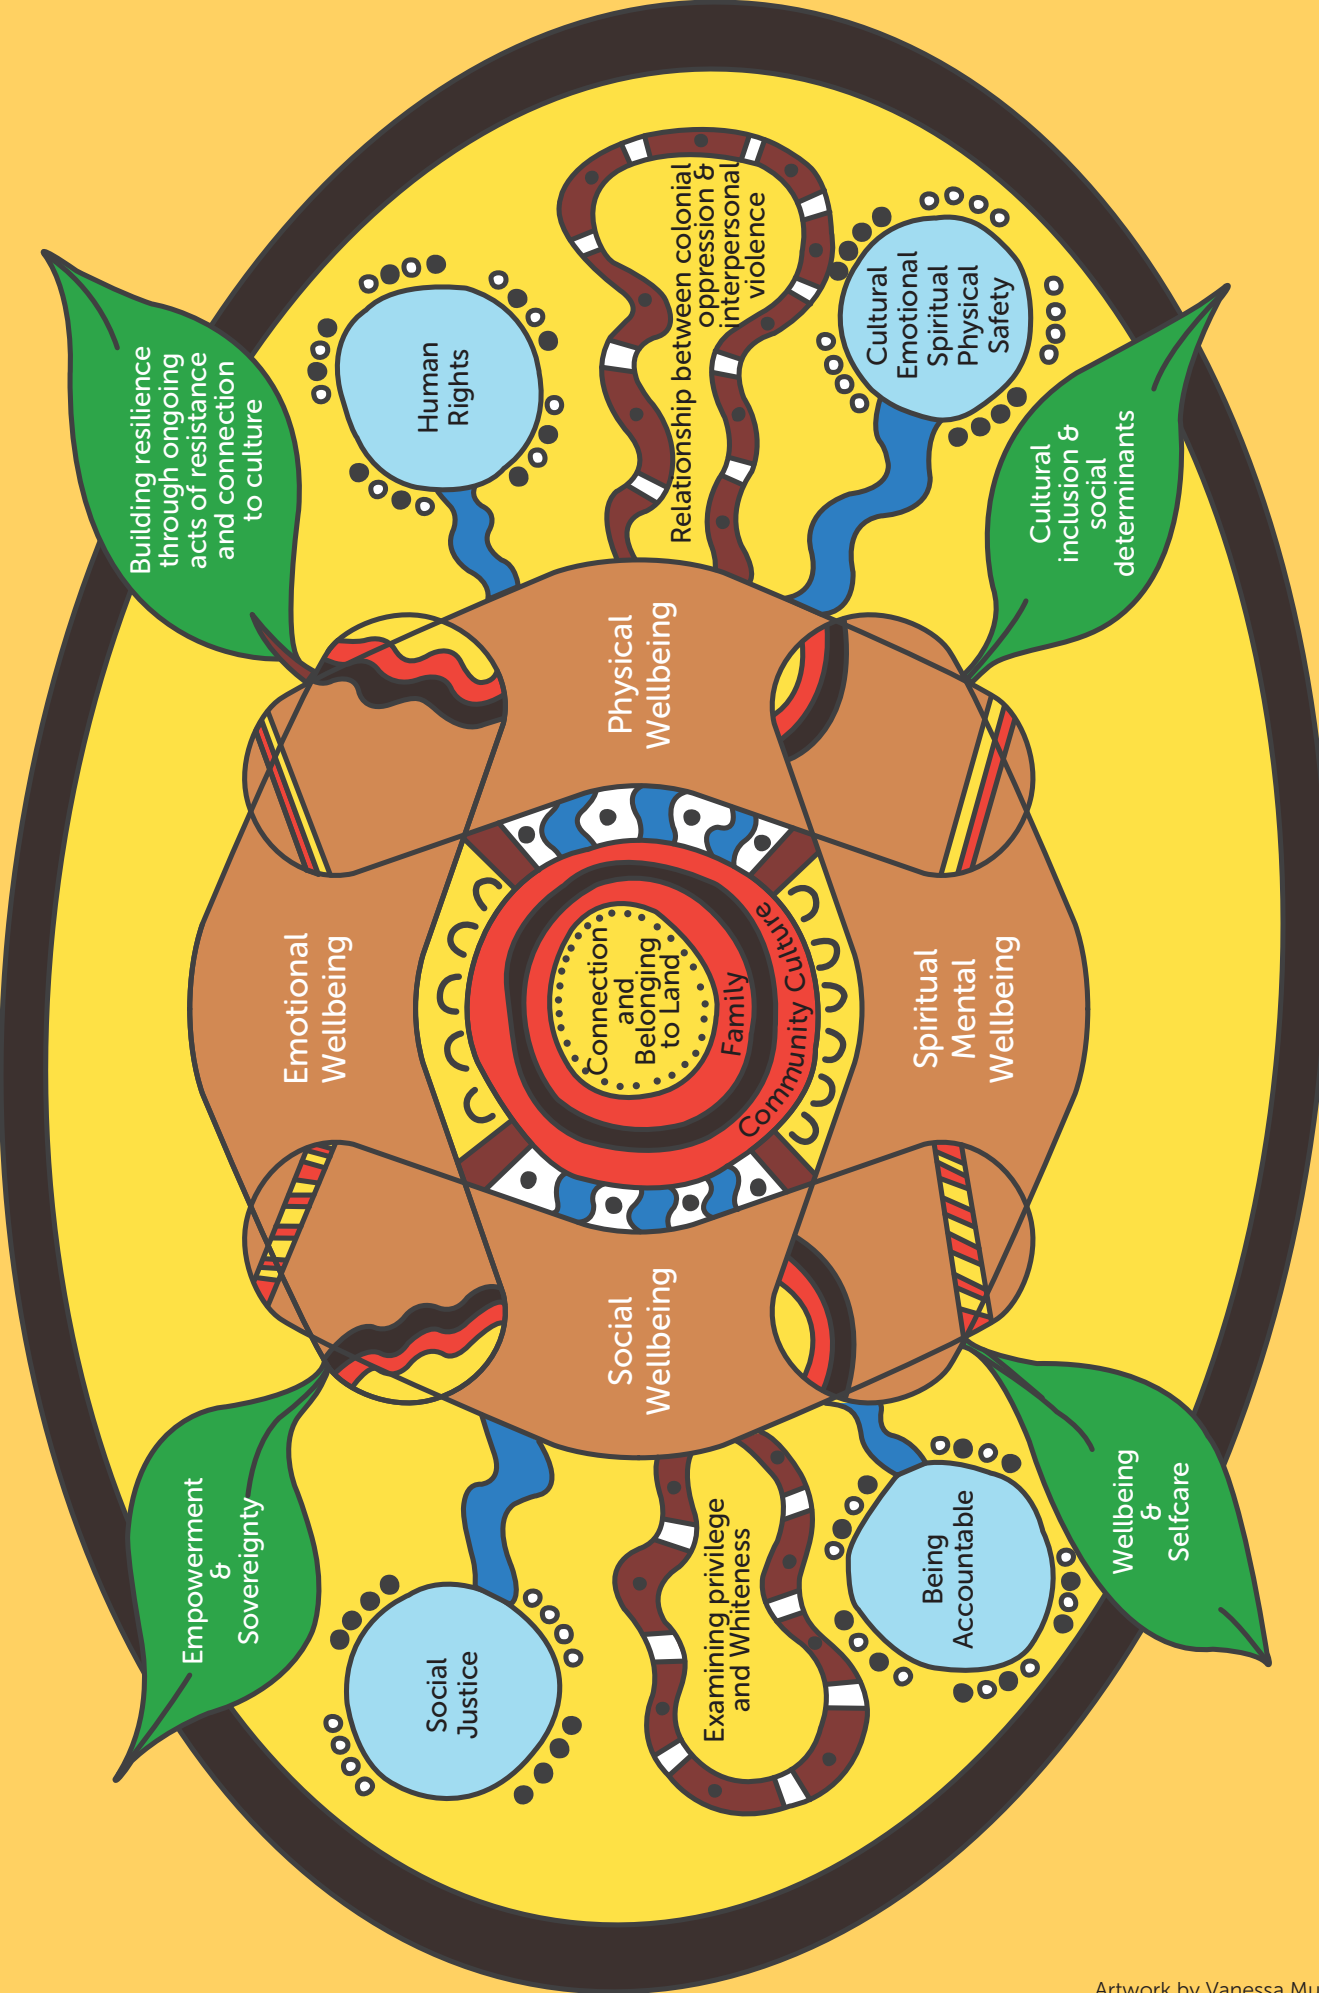 Building resilience
through ongoing
acts of resistance
and connection
to culture
Human
Rights
Relationship between colonial
oppression &
interpersonal
violence
Cultural
Emotional
Spiritual
Physical
Safety
Cultural
inclusion &
social
determinants
Physical
Wellbeing
Emotional
Wellbeing
Connection
and
Belonging
to Land
Family
Community Culture
Spiritual
Mental
Wellbeing
Social
Wellbeing
Empowerment
&
Sovereignty
Social
Justice
Examining privilege
and Whiteness
Being
Accountable
Wellbeing
&
Selfcare
Artwork by Vanessa